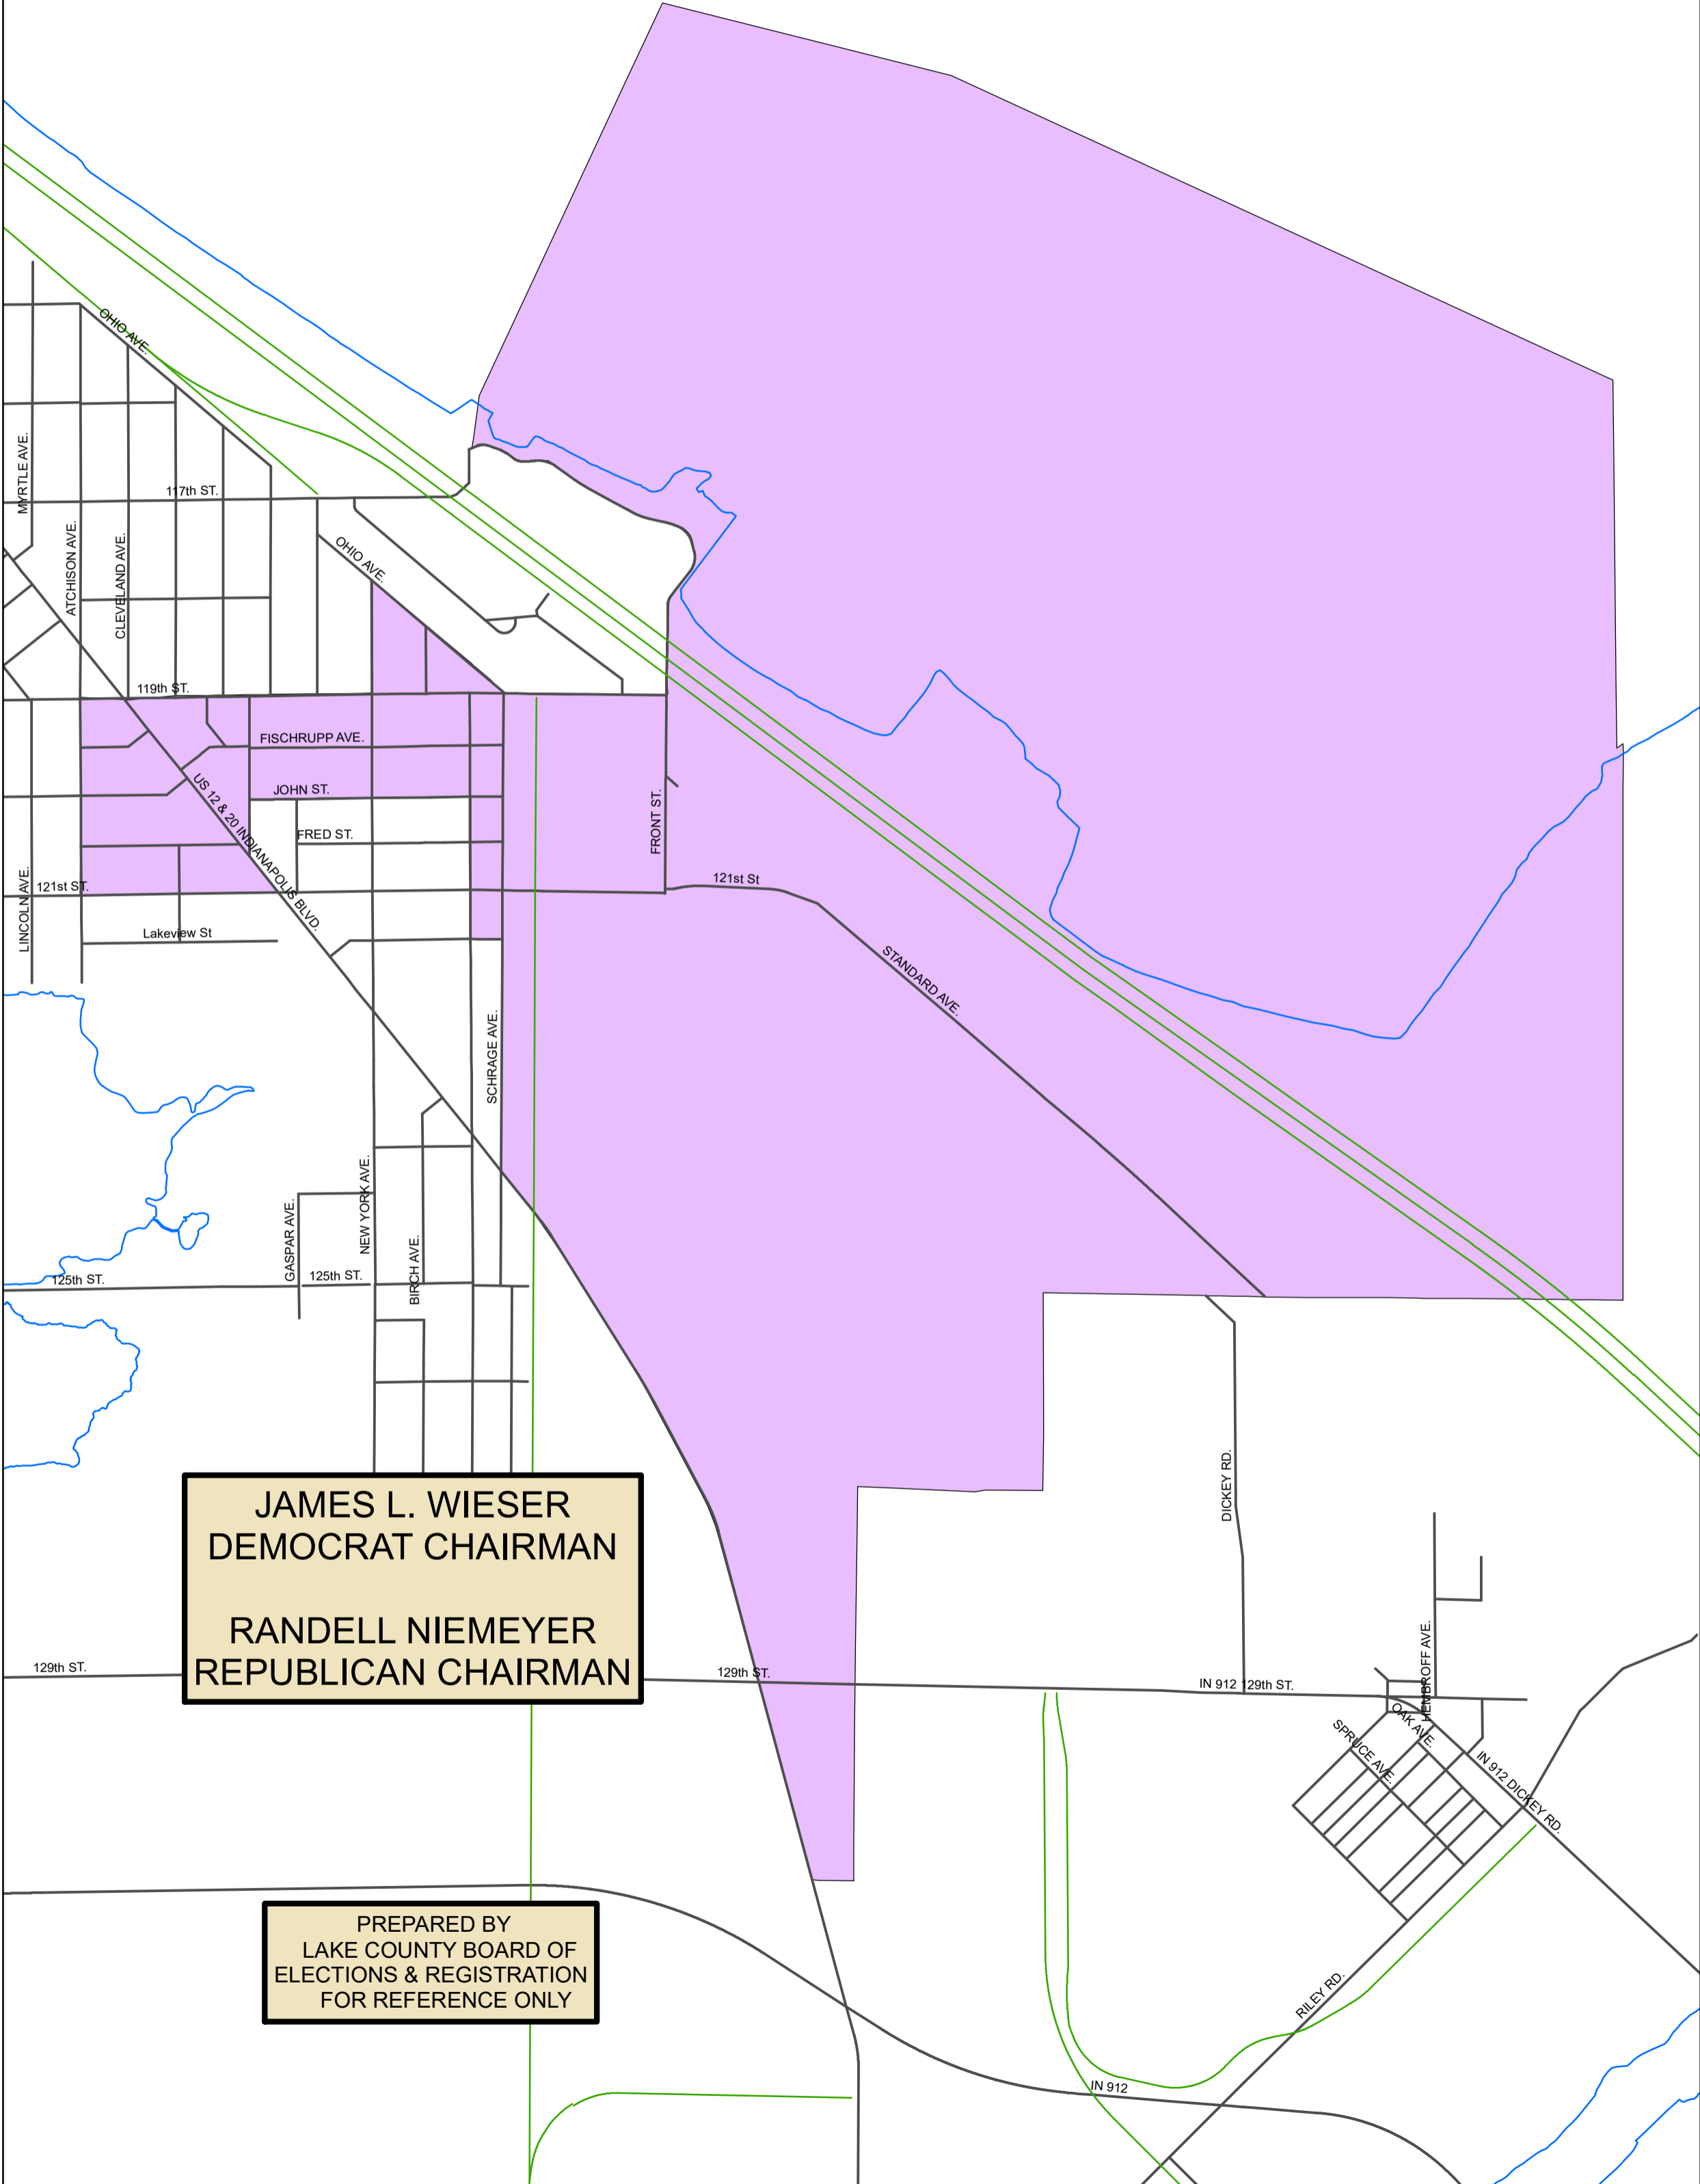 OHIO AVE.
MYRTLE AVE.
117th ST.
ATCHISON AVE.
CLEVELAND AVE.
OHIO AVE.
119th ST.
FISCHRUPP AVE.
US 12 & 20 INDIANAPOLIS BLVD.
JOHN ST.
FRED ST.
FRONT ST.
LINCOLN AVE.
121st ST.
121st St
Lakeview St
STANDARD AVE.
SCHRAGE AVE.
NEW YORK AVE.
GASPAR AVE.
BIRCH AVE.
125th ST.
125th ST.
DICKEY RD.
JAMES L. WIESER
DEMOCRAT CHAIRMAN
RANDELL NIEMEYER
REPUBLICAN CHAIRMAN
129th ST.
129th ST.
IN 912 129th ST.
HENBROFF AVE.
OAK AVE.
SPRUCE AVE.
IN 912 DICKEY RD.
PREPARED BY
LAKE COUNTY BOARD OF
ELECTIONS & REGISTRATION
FOR REFERENCE ONLY
RILEY RD.
IN 912